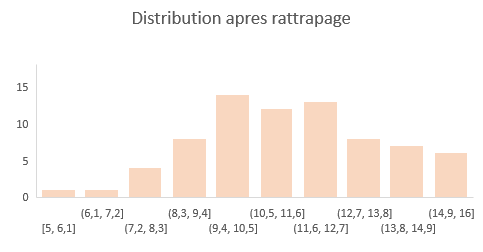 Distribution apres rattrapage
15
10
5
0
(6,1, 7,2] (8,3, 9,4] (10,5, 11,6] (12,7, 13,8] (14,9, 16]
[5, 6,1] (7,2, 8,3] (9,4, 10,5] (11,6, 12,7] (13,8, 14,9]